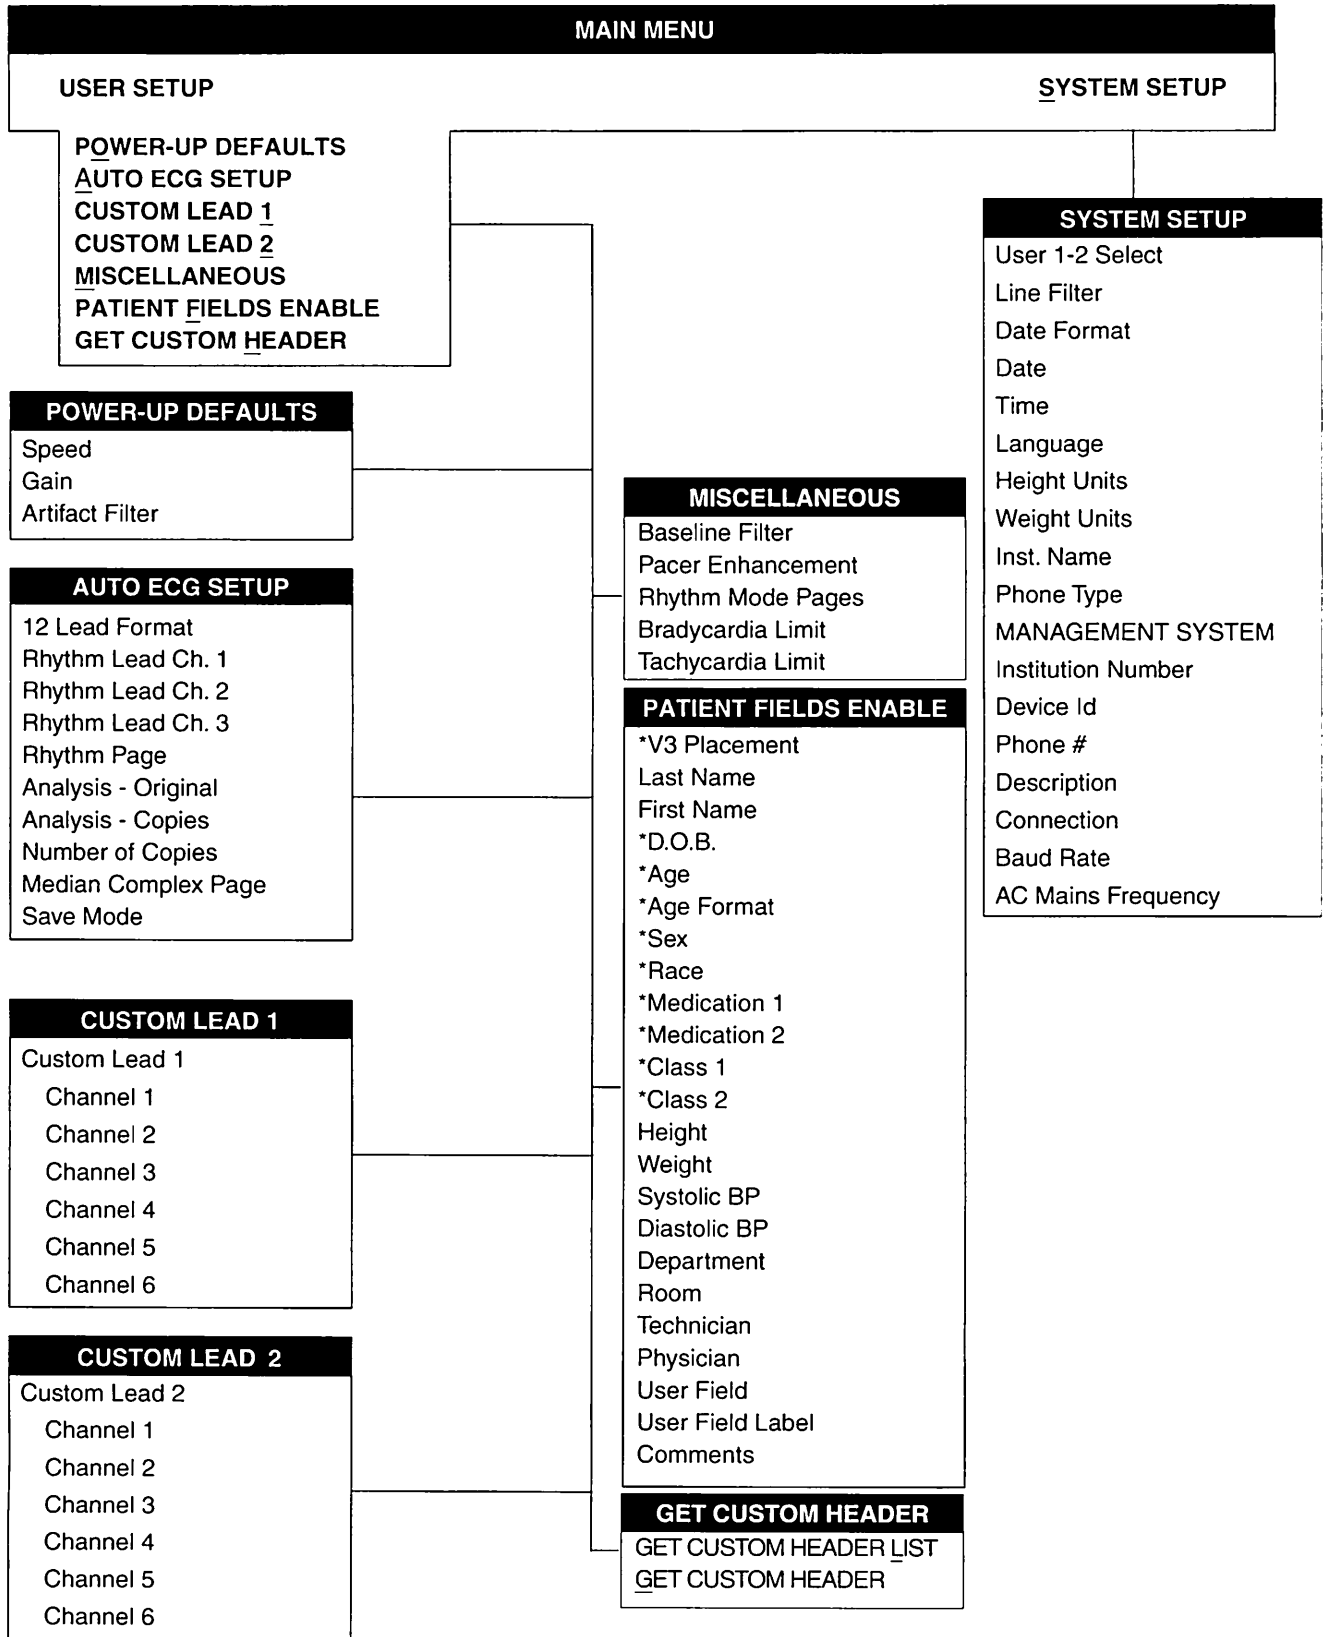 MAIN MENU
USER SETUP
SYSTEM SETUP
POWER-UP DEFAULTS
AUTO ECG SETUP
CUSTOM LEAD 1
CUSTOM LEAD 2
MISCELLANEOUS
PATIENT FIELDS ENABLE
GET CUSTOM HEADER
POWER-UP DEFAULTS
Speed
Gain
Artifact Filter
AUTO ECG SETUP
12 Lead Format
Rhythm Lead Ch. 1
Rhythm Lead Ch. 2
Rhythm Lead Ch. 3
Rhythm Page
Analysis - Original
Analysis - Copies
Number of Copies
Median Complex Page
Save Mode
CUSTOM LEAD 1
Custom Lead 1
Channel 1
Channel 2
Channel 3
Channel 4
Channel 5
Channel 6
CUSTOM LEAD 2
Custom Lead 2
Channel 1
Channel 2
Channel 3
Channel 4
Channel 5
Channel 6
MISCELLANEOUS
Baseline Filter
Pacer Enhancement
Rhythm Mode Pages
Bradycardia Limit
Tachycardia Limit
PATIENT FIELDS ENABLE
*V3 Placement
Last Name
First Name
*D.O.B.
*Age
*Age Format
*Sex
*Race
*Medication 1
*Medication 2
*Class 1
*Class 2
Height
Weight
Systolic BP
Diastolic BP
Department
Room
Technician
Physician
User Field
User Field Label
Comments
GET CUSTOM HEADER
GET CUSTOM HEADER LIST
GET CUSTOM HEADER
SYSTEM SETUP
User 1-2 Select
Line Filter
Date Format
Date
Time
Language
Height Units
Weight Units
Inst. Name
Phone Type
MANAGEMENT SYSTEM
Institution Number
Device Id
Phone #
Description
Connection
Baud Rate
AC Mains Frequency